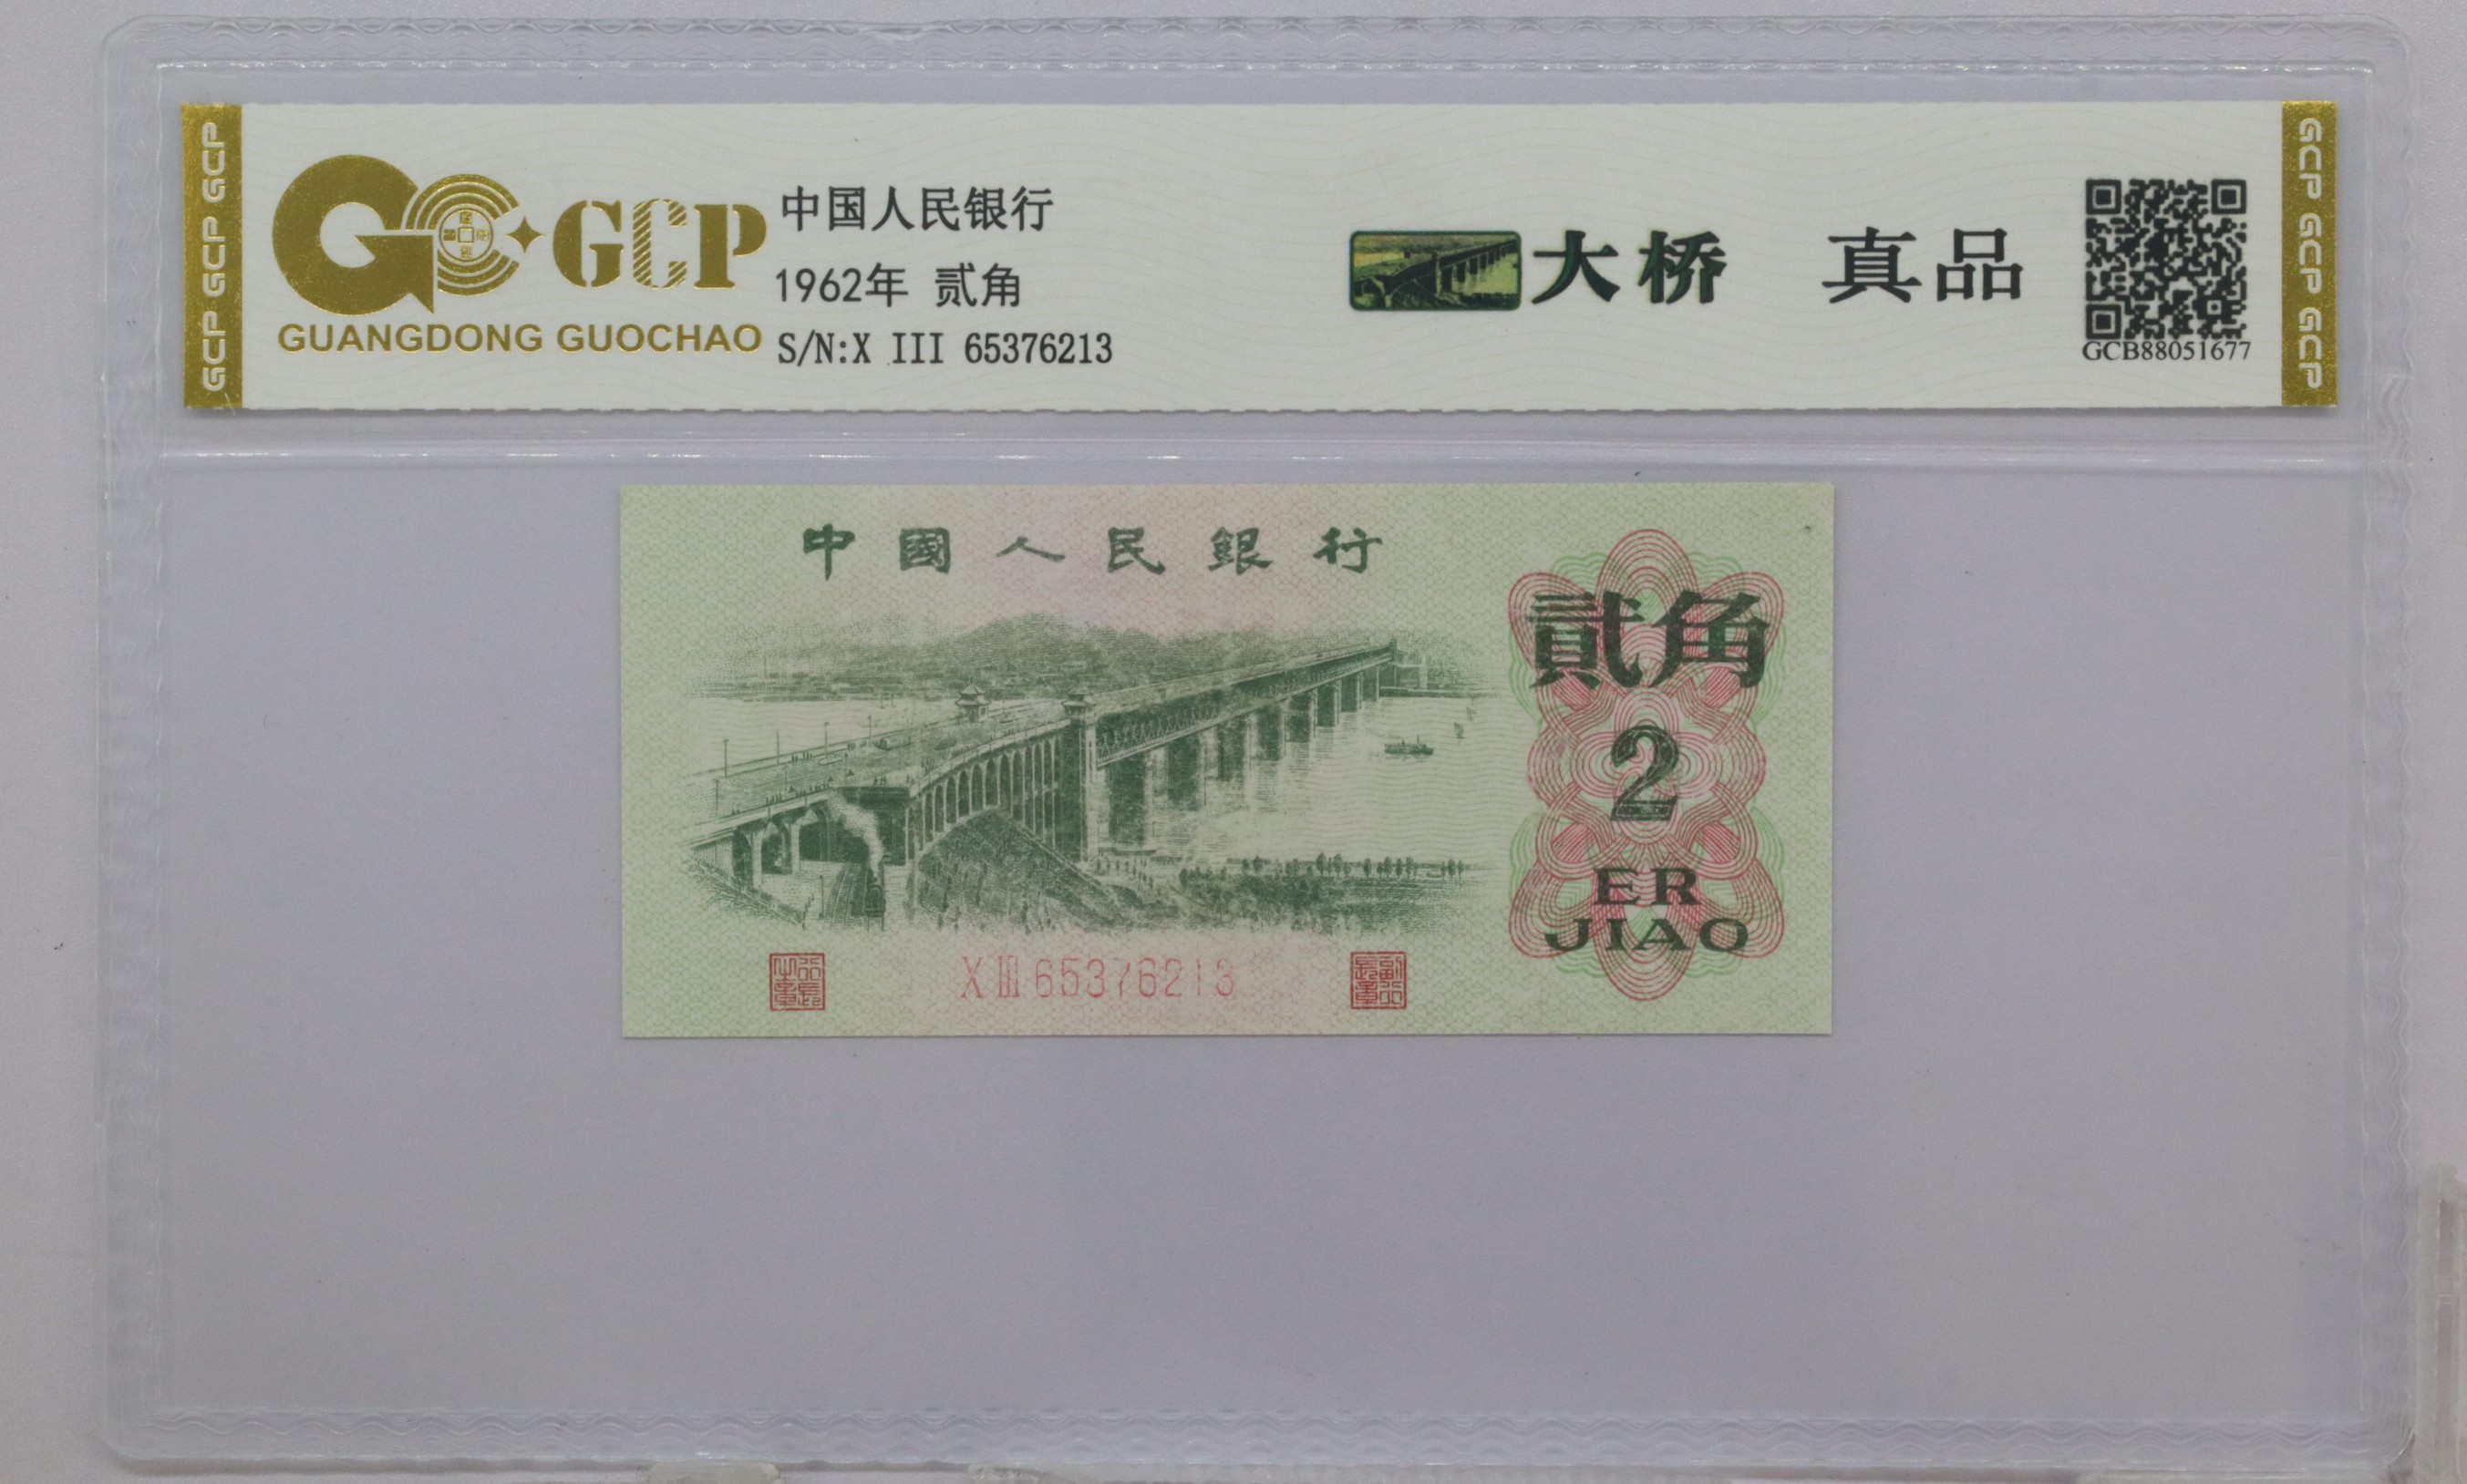 GCP GCP GCP
GCP
GUANGDONG GUOCHAO
中国人民银行
1962年 贰角
S/N:X III 65376213
大桥 真品
GCB88051677
GCP GCP GCP
中國人民銀行
貳角
2
ER
JIAO
X III 65376213